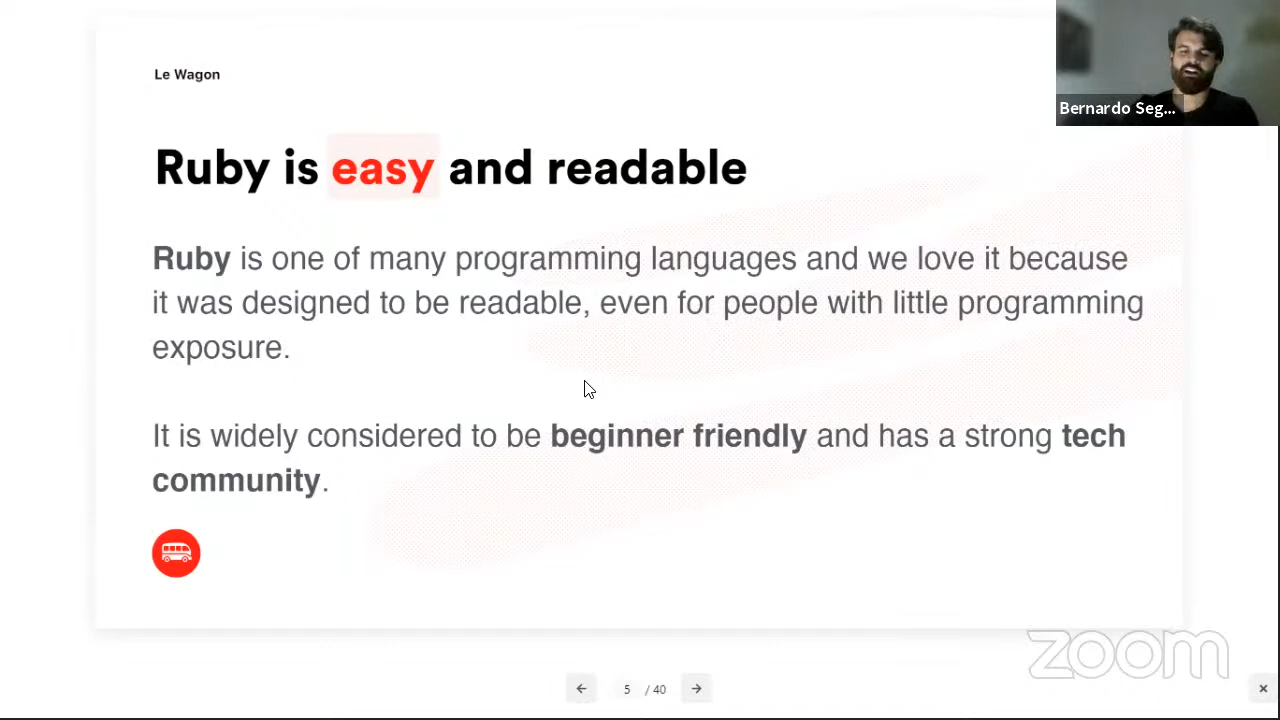 Le Wagon
Bernardo Seg...
Ruby is easy and readable
Ruby is one of many programming languages and we love it because
it was designed to be readable, even for people with little programming
exposure.
It is widely considered to be beginner friendly and has a strong tech
community.
zoom
5 / 40